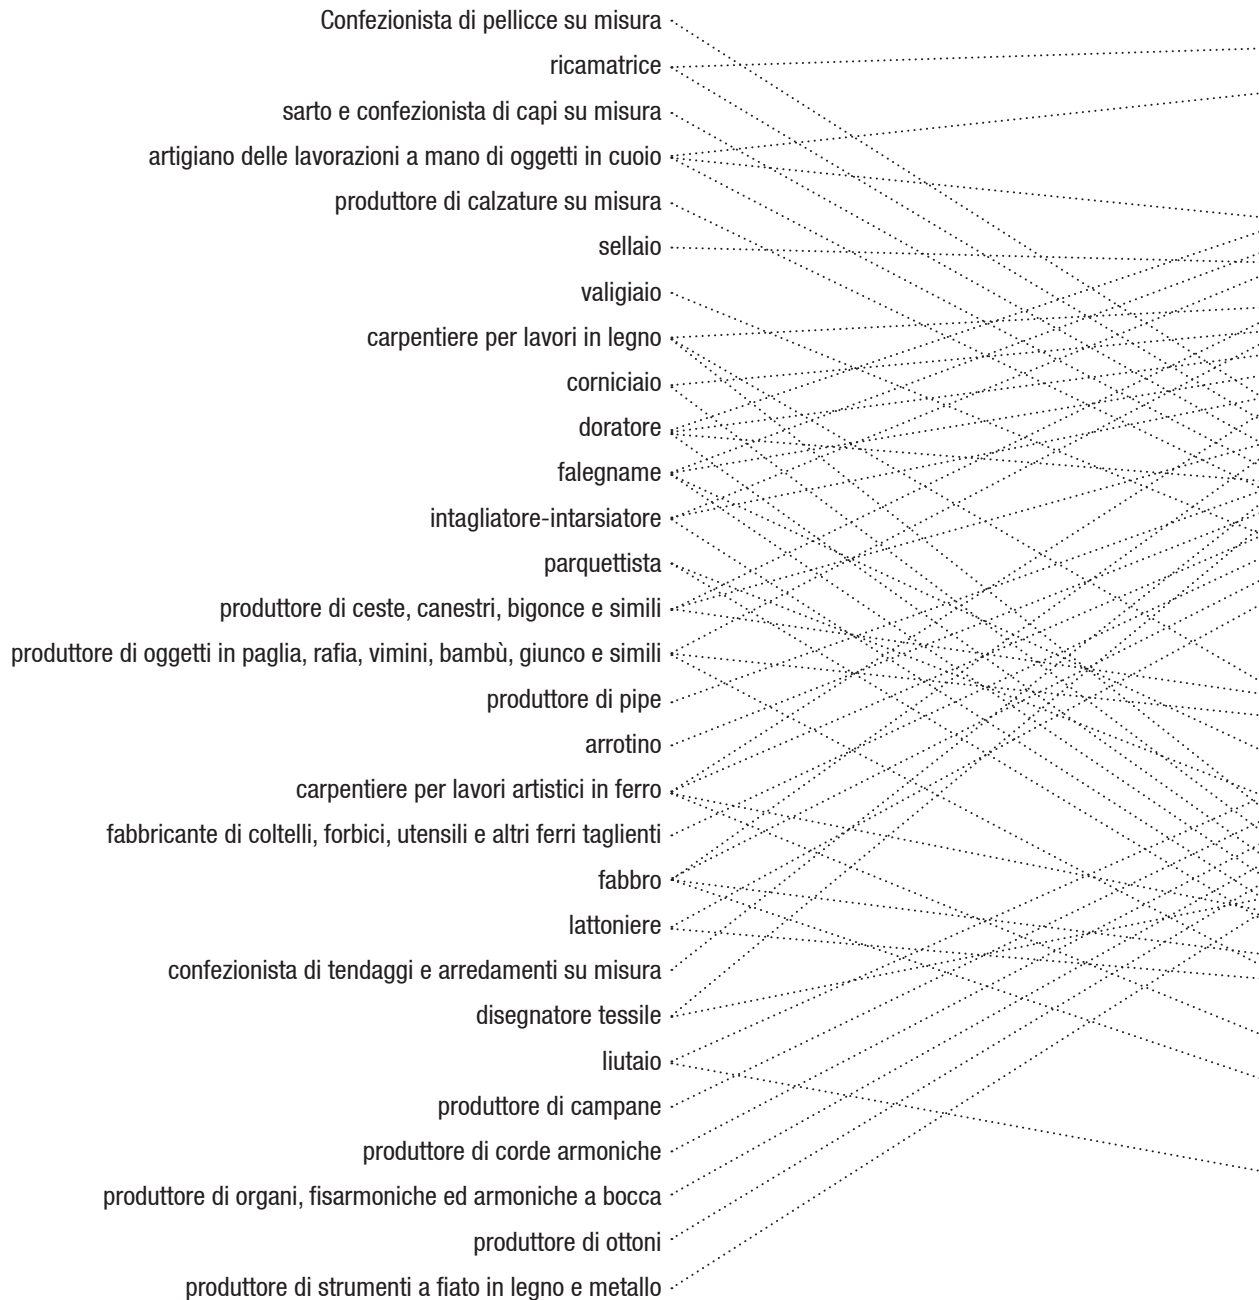 Confezionista di pellicce su misura
ricamatrice
sarto e confezionista di capi su misura
artigiano delle lavorazioni a mano di oggetti in cuoio
produttore di calzature su misura
sellaio
valigiaio
carpentiere per lavori in legno
corniciaio
doratore
falegname
intagliatore-intarsiatore
parquettista
produttore di ceste, canestri, bigonce e simili
produttore di oggetti in paglia, rafia, vimini, bambù, giunco e simili
produttore di pipe
arrotino
carpentiere per lavori artistici in ferro
fabbricante di coltelli, forbici, utensili e altri ferri taglienti
fabbro
lattoniere
confezionista di tendaggi e arredamenti su misura
disegnatore tessile
liutaio
produttore di campane
produttore di corde armoniche
produttore di organi, fisarmoniche ed armoniche a bocca
produttore di ottoni
produttore di strumenti a fiato in legno e metallo